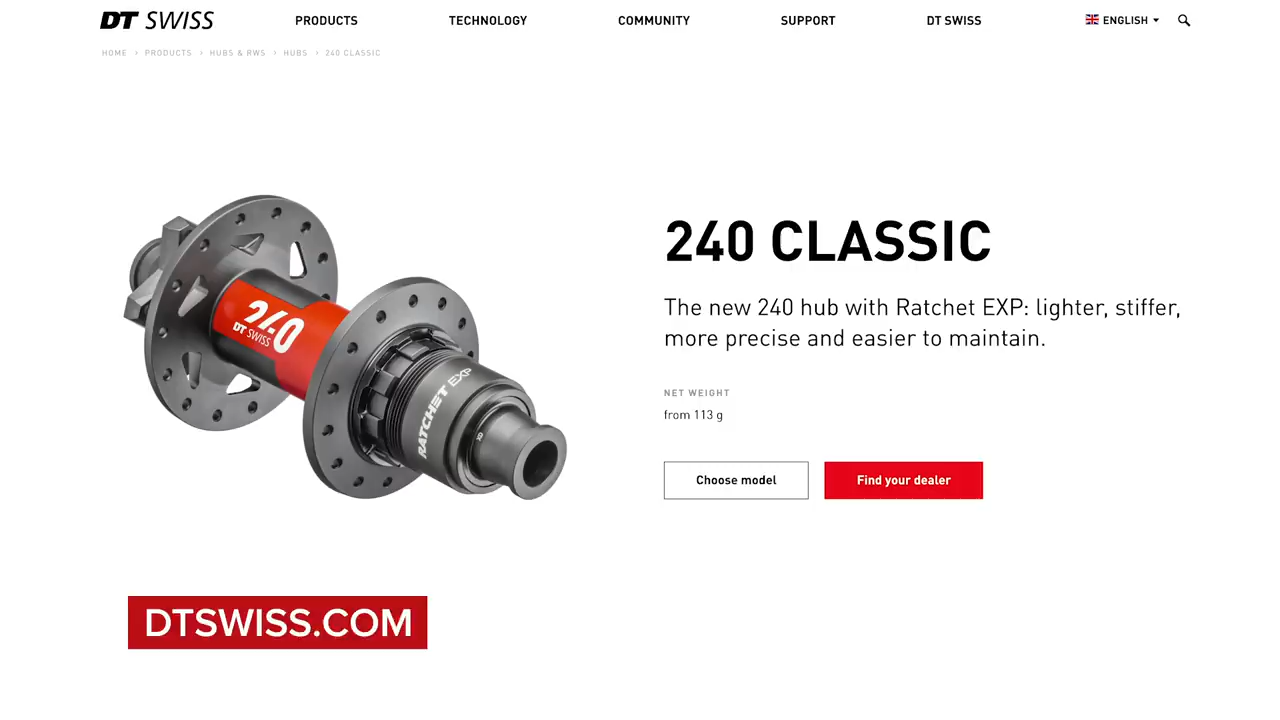 DT SWISS
PRODUCTS
TECHNOLOGY
COMMUNITY
SUPPORT
DT SWISS
ENGLISH
HOME › PRODUCTS › HUBS & RWS › HUBS › 240 CLASSIC
240
DT SWISS
RATCHET EXP
XD
240 CLASSIC
The new 240 hub with Ratchet EXP: lighter, stiffer,
more precise and easier to maintain.
NET WEIGHT
from 113 g
Choose model
Find your dealer
DTSWISS.COM